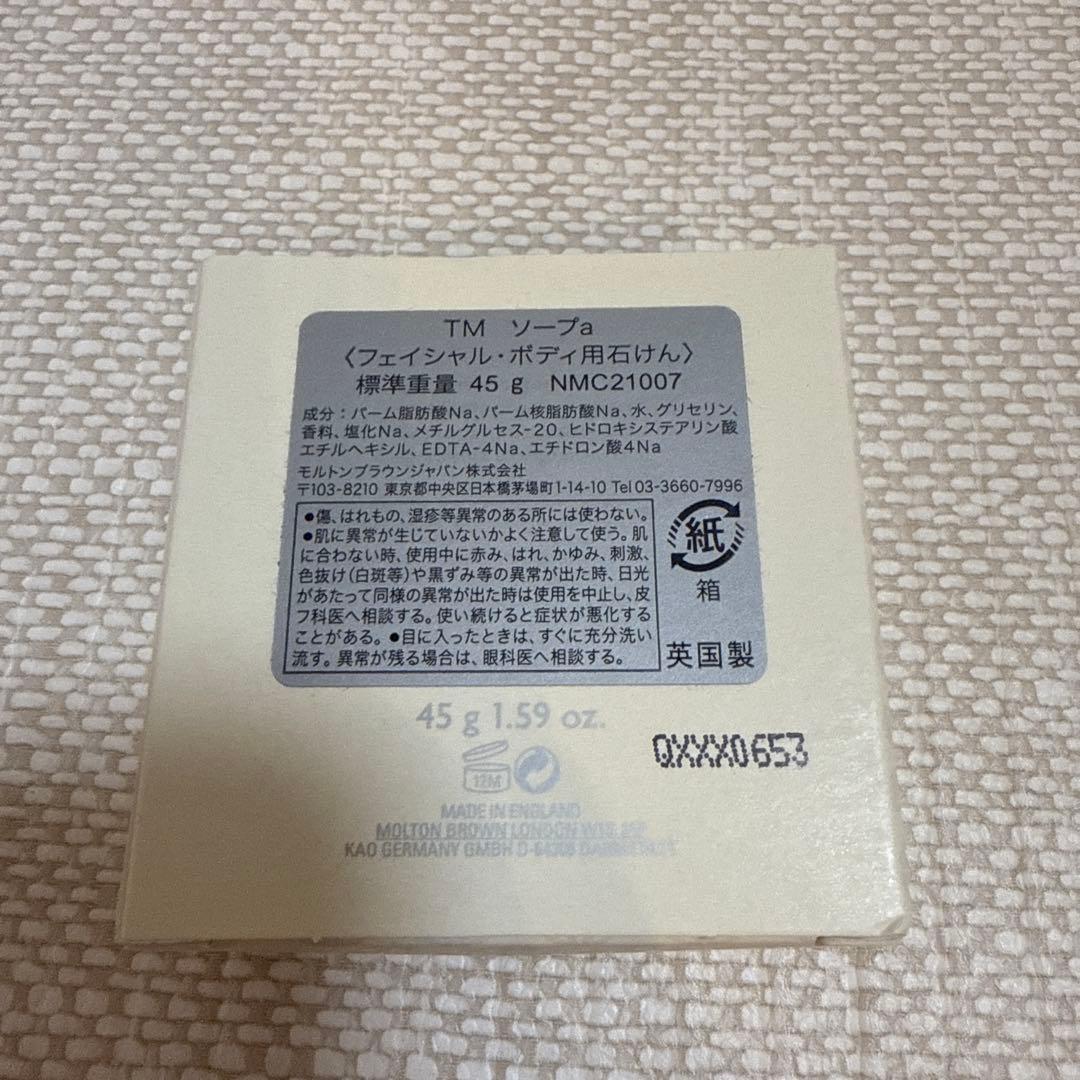 TM ソープa
〈フェイシャル・ボディ用石けん〉
標準重量 45 g NMC21007
成分：パーム脂肪酸Na、パーム核脂肪酸Na、水、グリセリン、
香料、塩化Na、メチルグルセス-20、ヒドロキシステアリン酸
エチルヘキシル、EDTA-4Na、エチドロン酸4Na
モルトンブラウンジャパン株式会社
〒103-8210 東京都中央区日本橋茅場町1-14-10 Tel 03-3660-7996
●傷、はれもの、湿疹等異常のある所には使わない。
●肌に異常が生じていないかよく注意して使う。肌
に合わない時、使用中に赤み、はれ、かゆみ、刺激、
色抜け（白斑等）や黒ずみ等の異常が出た時、日光
があたって同様の異常が出た時は使用を中止し、皮
フ科医へ相談する。使い続けると症状が悪化する
ことがある。●目に入ったときは、すぐに充分洗い
流す。異常が残る場合は、眼科医へ相談する。
紙
箱
英国製
45 g 1.59 oz.
QXXX0653
12M
MADE IN ENGLAND
MOLTON BROWN LONDON
KAO GERMANY GMBH